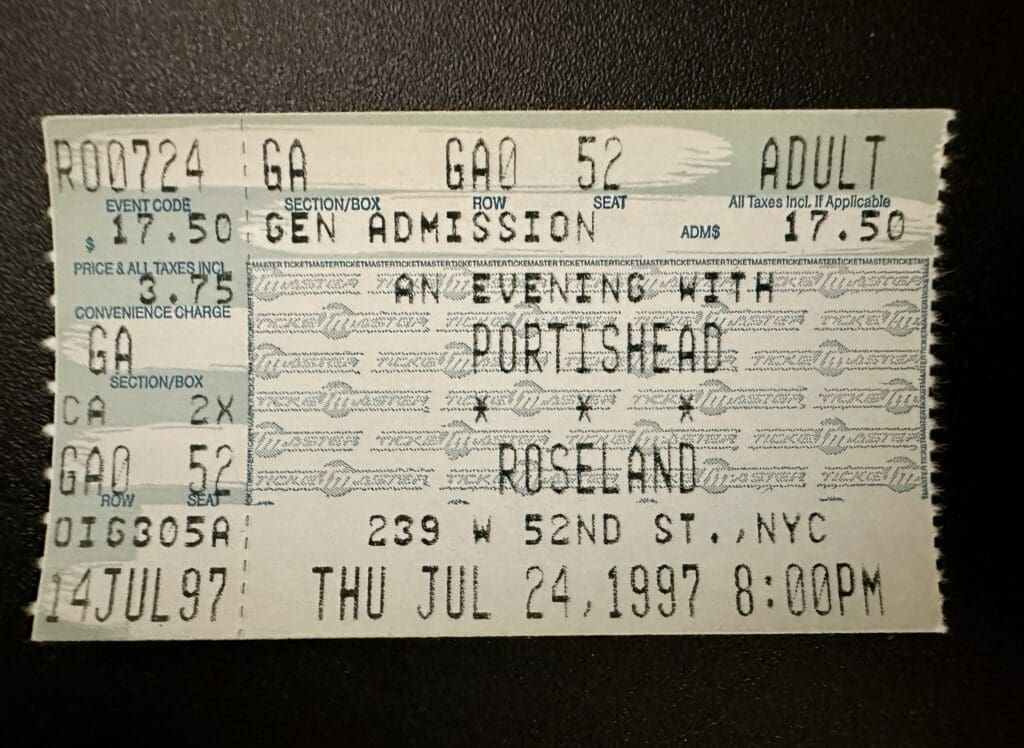 R00724 GA GA0 52 ADULT
EVENT CODE SECTION/BOX ROW SEAT All Taxes Incl. If Applicable
$ 17.50 GEN ADMISSION ADM$ 17.50
PRICE & ALL TAXES INCL.
3.75
CONVENIENCE CHARGE
GA
SECTION/BOX
CA 2X
GA0 52
ROW SEAT
OIG305A
14JUL97
AN EVENING WITH
PORTISHEAD
* * *
ROSELAND
239 W 52ND ST.,NYC
THU JUL 24,1997 8:00PM